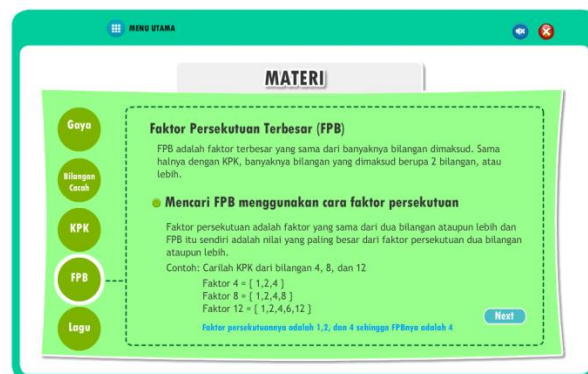 MENU UTAMA
MATERI
Gaya
Bilangan
Cacah
KPK
FPB
Lagu
Faktor Persekutuan Terbesar (FPB)
FPB adalah faktor terbesar yang sama dari banyaknya bilangan dimaksud. Sama
halnya dengan KPK, banyaknya bilangan yang dimaksud berupa 2 bilangan, atau
lebih.
Mencari FPB menggunakan cara faktor persekutuan
Faktor persekutuan adalah faktor yang sama dari dua bilangan ataupun lebih dan
FPB itu sendiri adalah nilai yang paling besar dari faktor persekutuan dua bilangan
ataupun lebih.
Contoh: Carilah KPK dari bilangan 4, 8, dan 12
Faktor 4 = { 1,2,4 }
Faktor 8 = { 1,2,4,8 }
Faktor 12 = { 1,2,4,6,12 }
Faktor persekutuannya adalah 1,2, dan 4 sehingga FPBnya adalah 4
Next